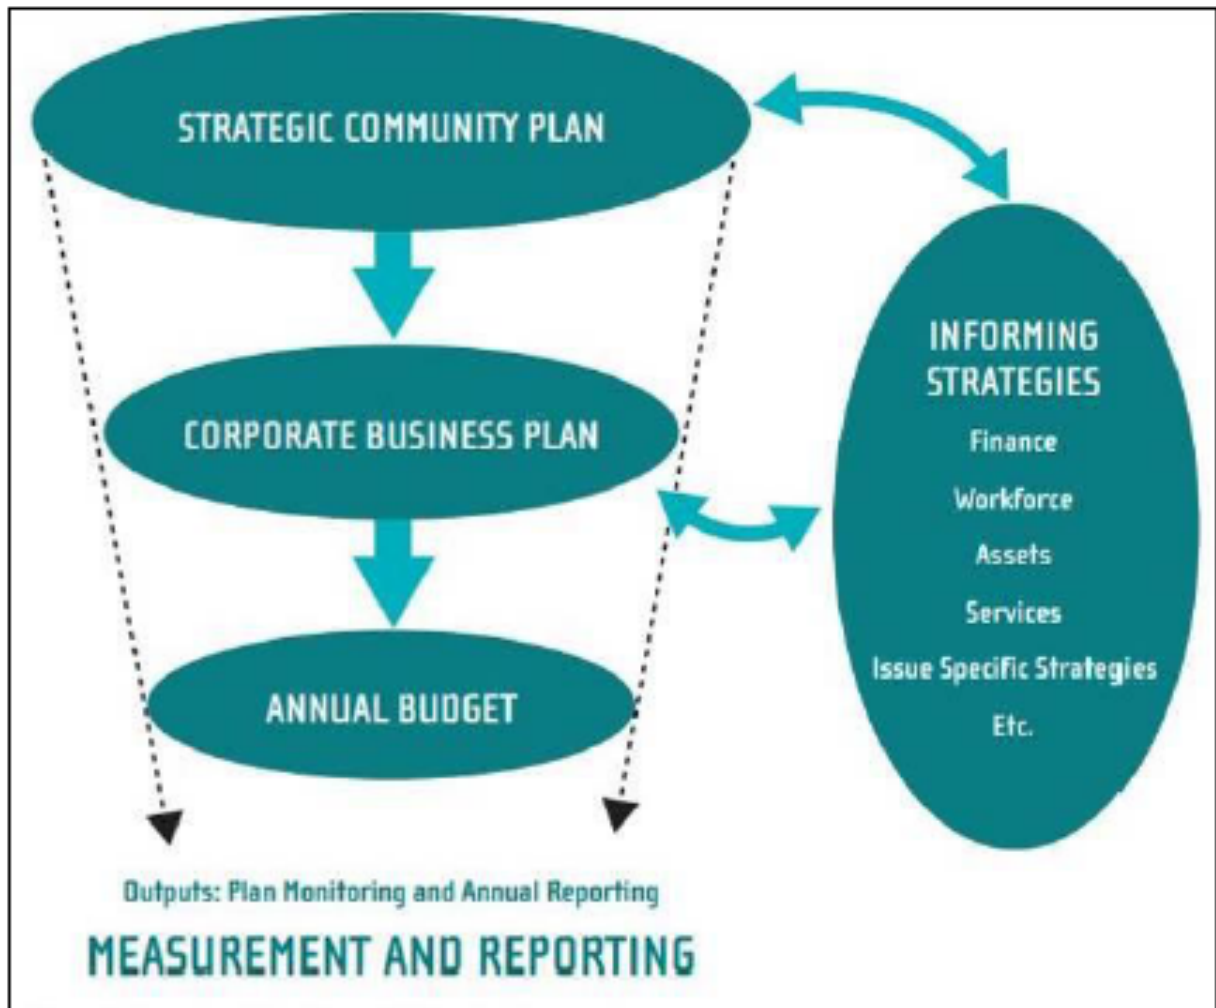 STRATEGIC COMMUNITY PLAN
CORPORATE BUSINESS PLAN
ANNUAL BUDGET
INFORMING
STRATEGIES
Finance
Workforce
Assets
Services
Issue Specific Strategies
Etc.
Outputs: Plan Monitoring and Annual Reporting
MEASUREMENT AND REPORTING